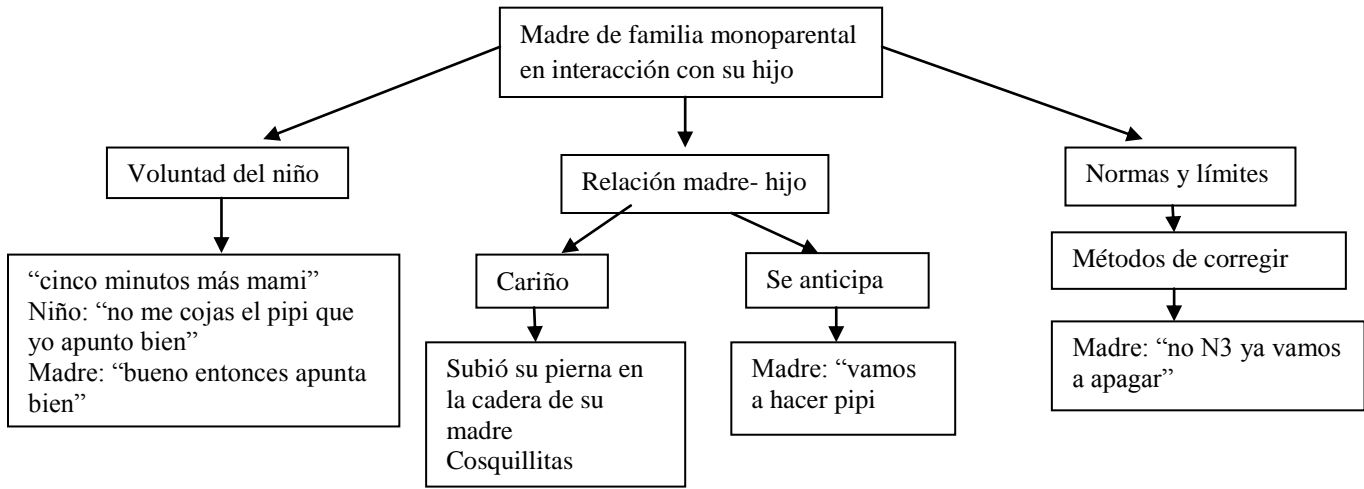 Madre de familia monoparental
en interacción con su hijo
Voluntad del niño
Relación madre- hijo
Normas y límites
“cinco minutos más mami”
Niño: “no me cojas el pipi que
yo apunto bien”
Madre: “bueno entonces apunta
bien”
Cariño
Se anticipa
Métodos de corregir
Subió su pierna en
la cadera de su
madre
Cosquillitas
Madre: “vamos
a hacer pipi
Madre: “no N3 ya vamos
a apagar”